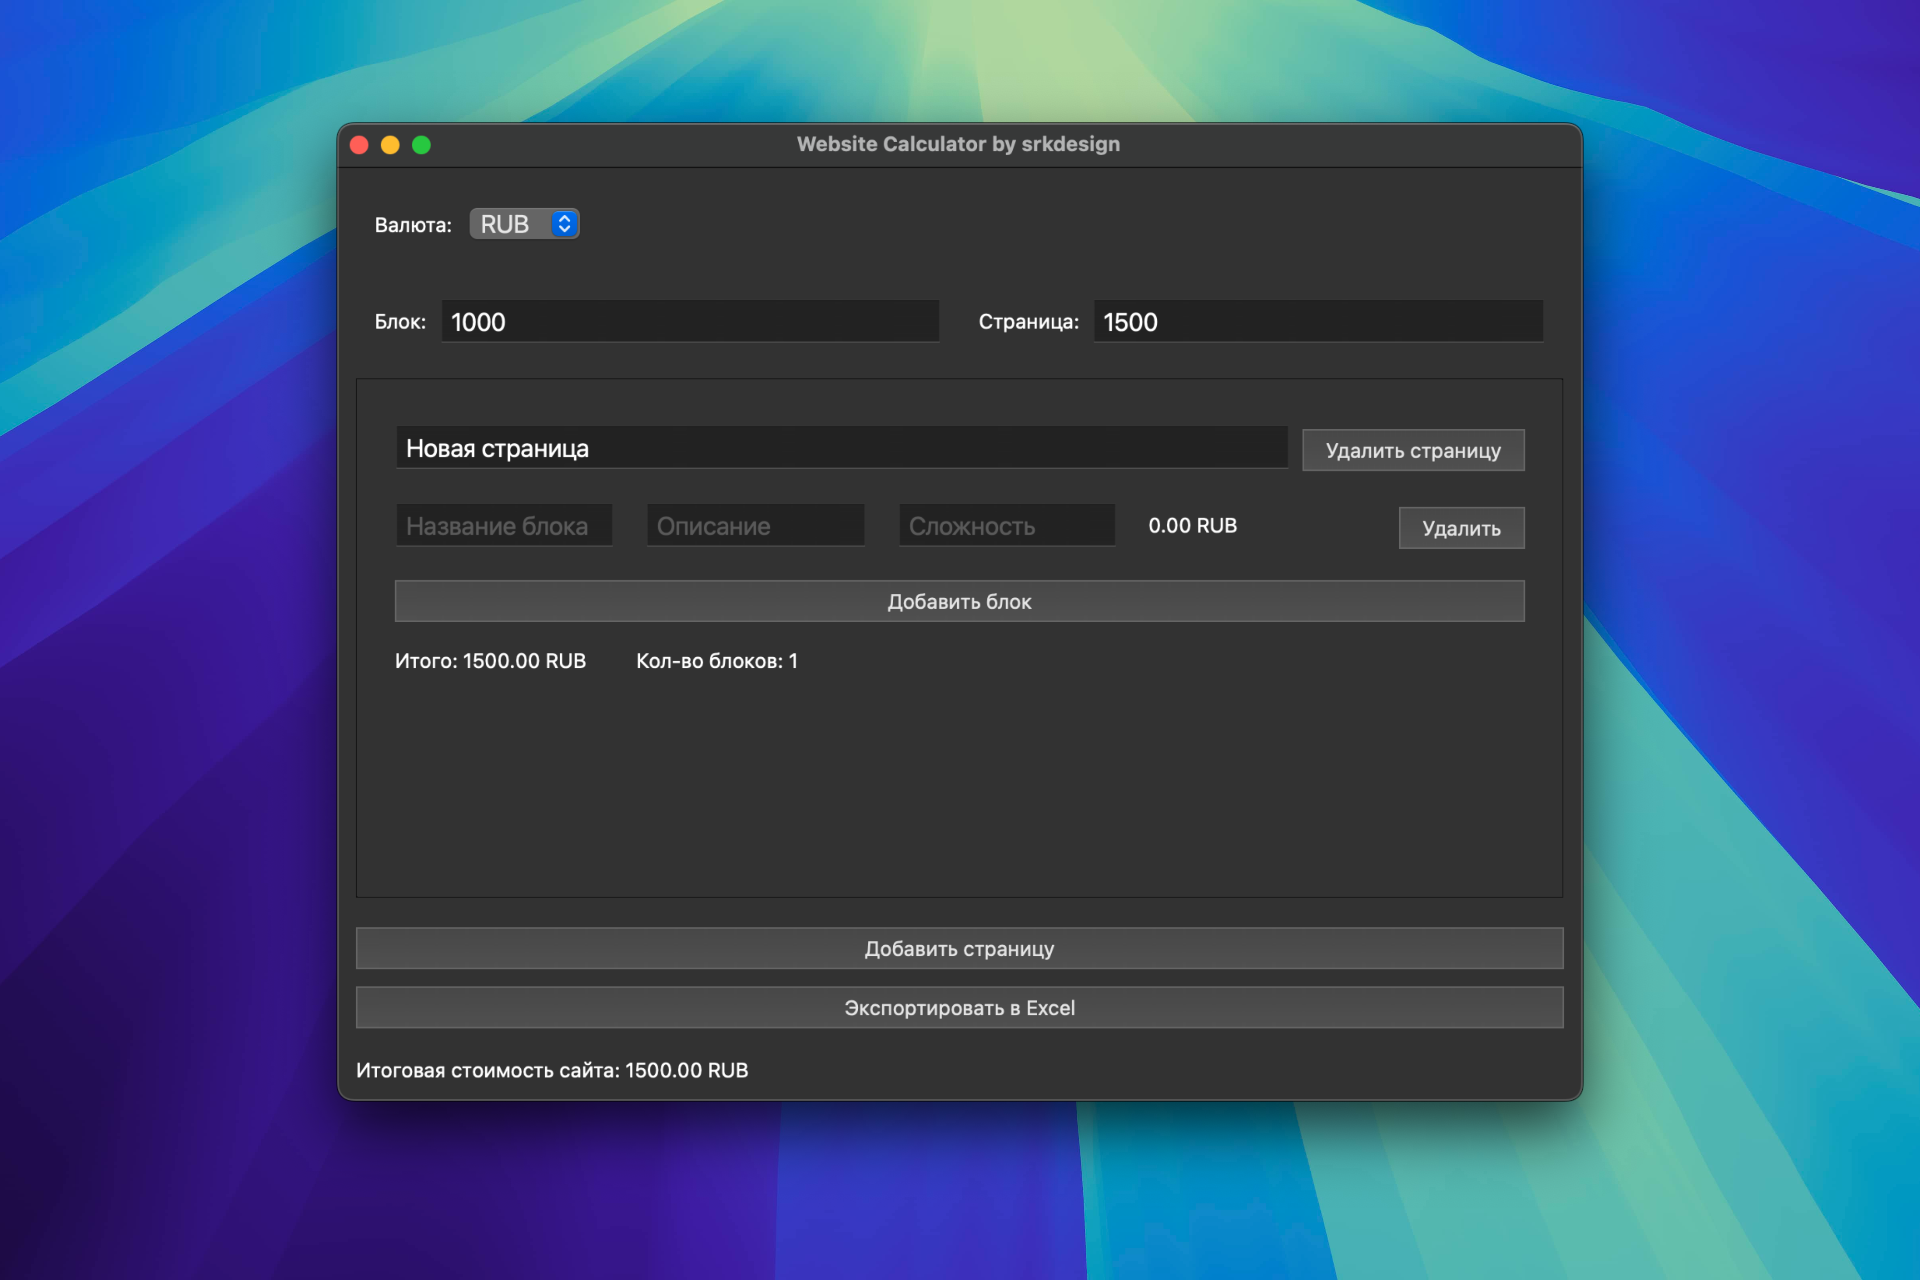 Website Calculator by srkdesign
Валюта: RUB
Блок: 1000 Страница: 1500
Новая страница Удалить страницу
Название блока Описание Сложность 0.00 RUB Удалить
Добавить блок
Итого: 1500.00 RUB Кол-во блоков: 1
Добавить страницу
Экспортировать в Excel
Итоговая стоимость сайта: 1500.00 RUB